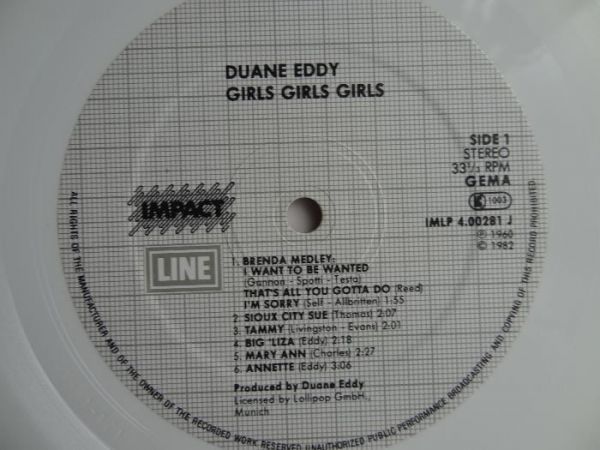 DUANE EDDY
GIRLS GIRLS GIRLS
SIDE 1
STEREO
33⅓ RPM
GEMA
K 1003
IMLP 4.00281 J
℗ 1960
© 1982
IMPACT
LINE
1. BRENDA MEDLEY:
I WANT TO BE WANTED
(Gannon - Spotti - Testa)
THAT'S ALL YOU GOTTA DO (Reed)
I'M SORRY (Self - Allbritten) 1:55
2. SIOUX CITY SUE (Thomas) 2:07
3. TAMMY (Livingston - Evans) 2:01
4. BIG 'LIZA (Eddy) 2:18
5. MARY ANN (Charles) 2:27
6. ANNETTE (Eddy) 3:06
Produced by Duane Eddy
Licensed by Lollipop GmbH.,
Munich
ALL RIGHTS OF THE MANUFACTURER AND OF THE OWNER OF THE RECORDED WORK RESERVED. UNAUTHORIZED PUBLIC PERFORMANCE BROADCASTING AND COPYING OF THIS RECORD PROHIBITED.